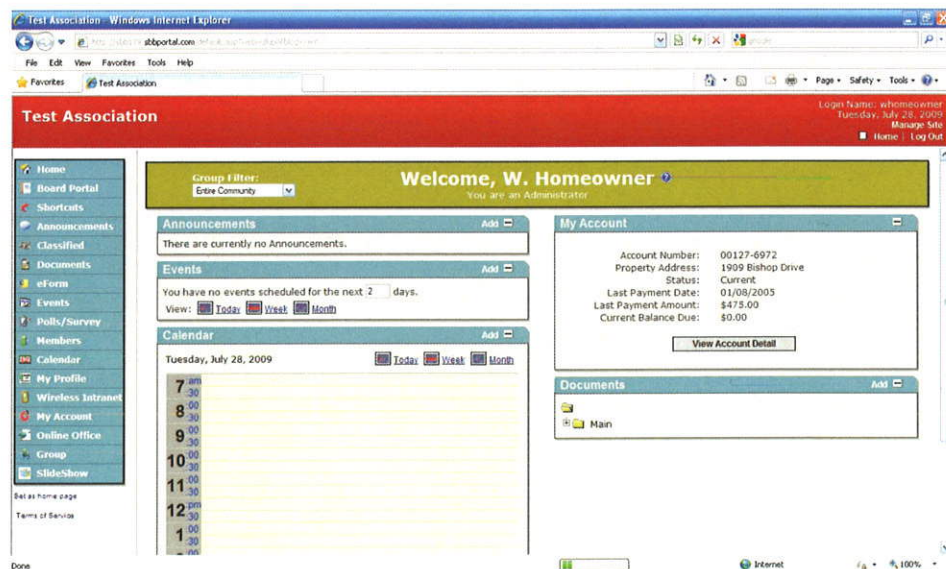 Test Association - Windows Internet Explorer
sbbportal.com
File Edit View Favorites Tools Help
Favorites Test Association
Page Safety Tools
Test Association
Login Name: whomeowner
Tuesday, July 28, 2009
Manage Site
Home | Log Out
Home
Board Portal
Shortcuts
Announcements
Classified
Documents
eForm
Events
Polls/Survey
Members
Calendar
My Profile
Wireless Intranet
My Account
Online Office
Group
SlideShow
Set as home page
Terms of Service
Group Filter:
Entire Community
Welcome, W. Homeowner
You are an Administrator
Announcements Add
There are currently no Announcements.
Events Add
You have no events scheduled for the next 2 days.
View: Today Week Month
Calendar Add
Tuesday, July 28, 2009 Today Week Month
7 am
:30
8 :00
:30
9 :00
:30
10 :00
:30
11 :00
:30
12 pm
:30
1 :00
:30
:00
My Account
Account Number: 00127-6972
Property Address: 1909 Bishop Drive
Status: Current
Last Payment Date: 01/08/2005
Last Payment Amount: $475.00
Current Balance Due: $0.00
View Account Detail
Documents Add
Main
Done Internet 100%